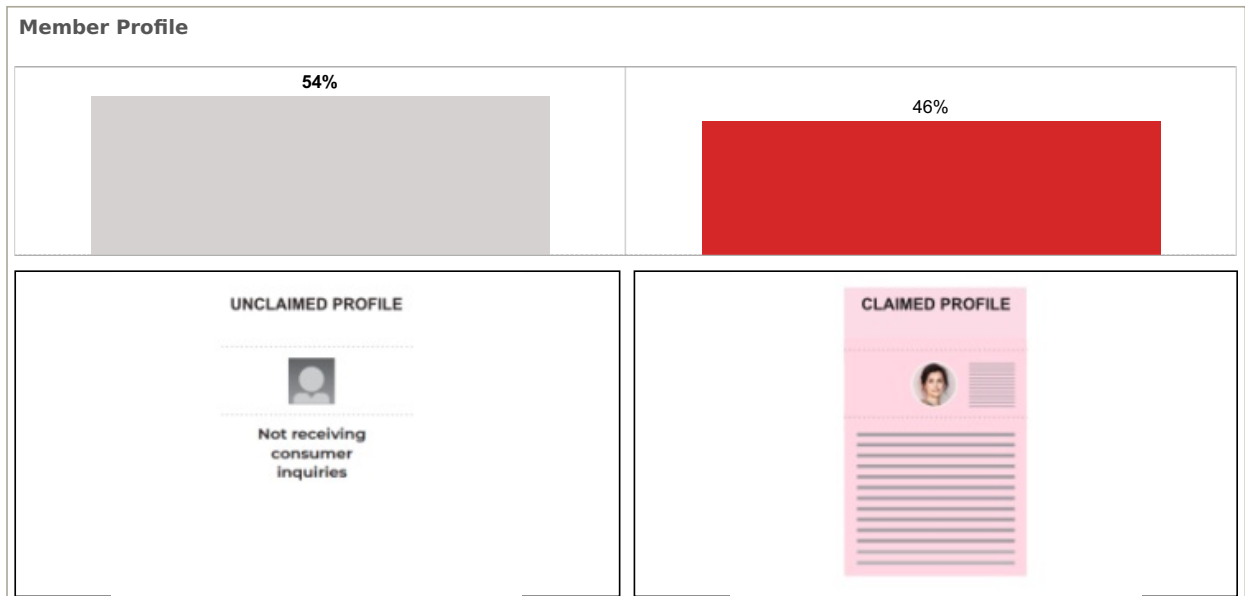 Member Profile
54%
46%
UNCLAIMED PROFILE
Not receiving
consumer
inquiries
CLAIMED PROFILE